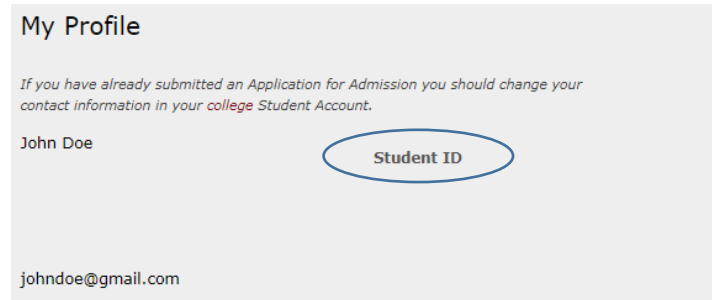 My Profile
If you have already submitted an Application for Admission you should change your
contact information in your college Student Account.
John Doe
Student ID
johndoe@gmail.com